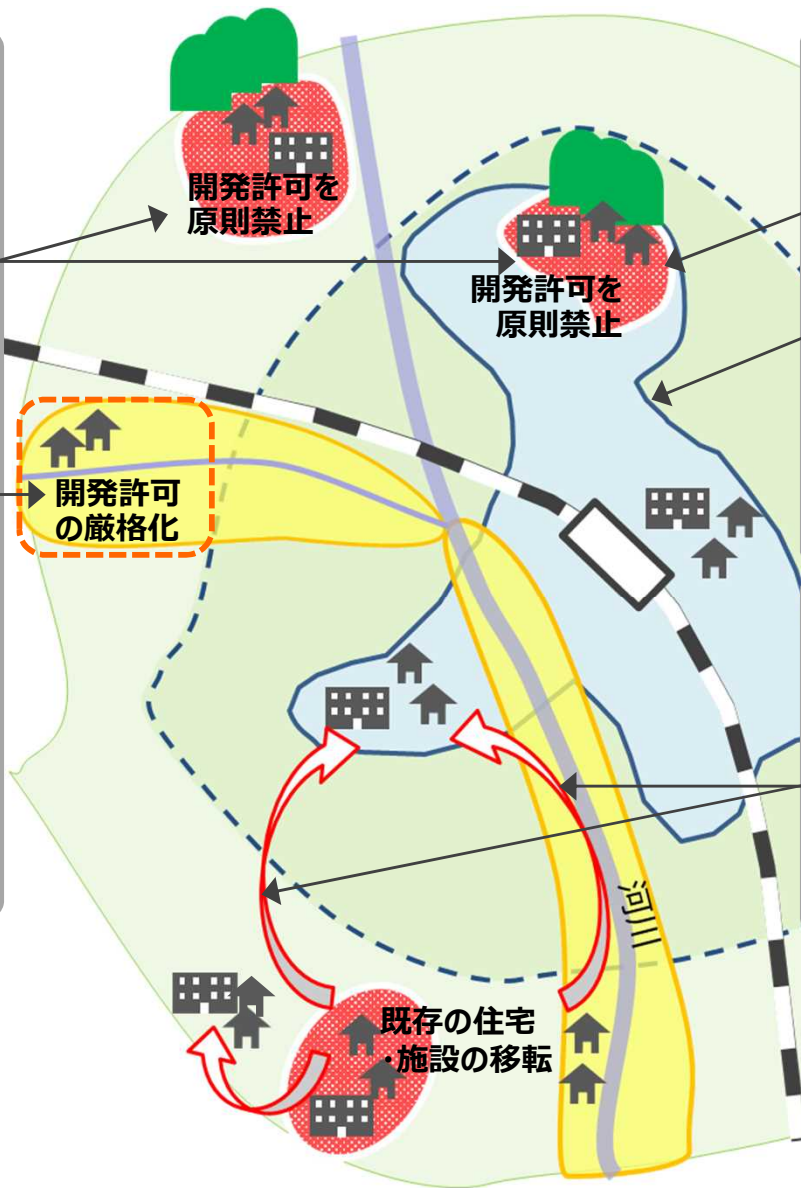 開発許可を
原則禁止
開発許可を
原則禁止
開発許可
の厳格化
河川
既存の住宅
・施設の移転